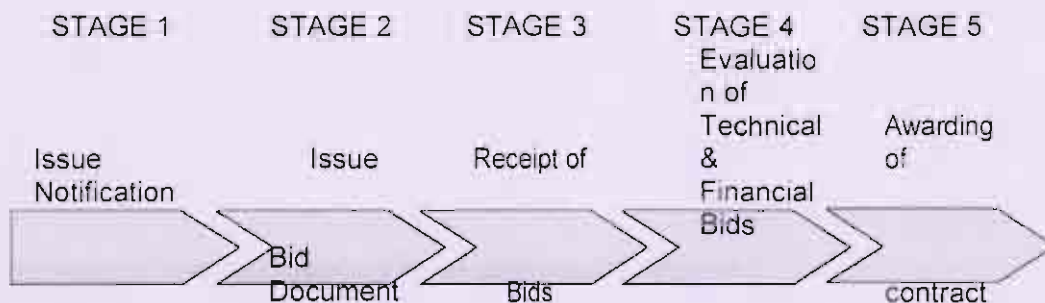 STAGE 1
STAGE 2
STAGE 3
STAGE 4
STAGE 5
Issue
Notification
Issue
Bid
Document
Receipt of
Bids
Evaluatio
n of
Technical
&
Financial
Bids
Awarding
of
contract